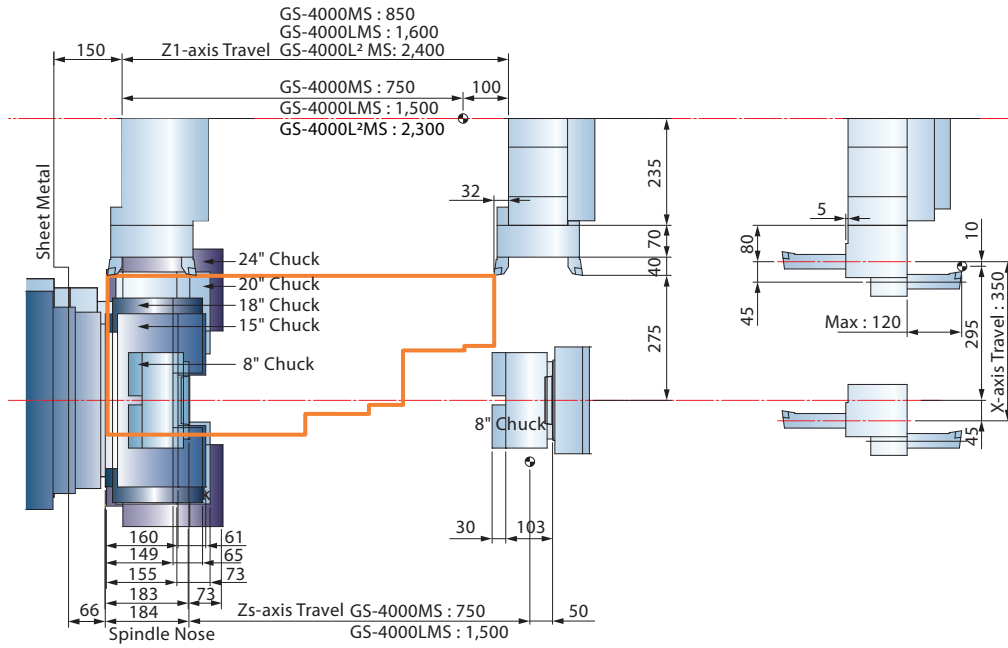 GS-4000MS : 850
GS-4000LMS : 1,600
150
Z1-axis Travel
GS-4000L² MS: 2,400
GS-4000MS : 750
100
GS-4000LMS : 1,500
GS-4000L²MS : 2,300
Sheet Metal
235
32
70
40
275
5
80
45
10
295
X-axis Travel : 350
Max : 120
45
24" Chuck
20" Chuck
18" Chuck
15" Chuck
8" Chuck
8" Chuck
30
103
160
61
149
65
155
73
183
73
66
184
Spindle Nose
Zs-axis Travel
GS-4000MS : 750
50
GS-4000LMS : 1,500